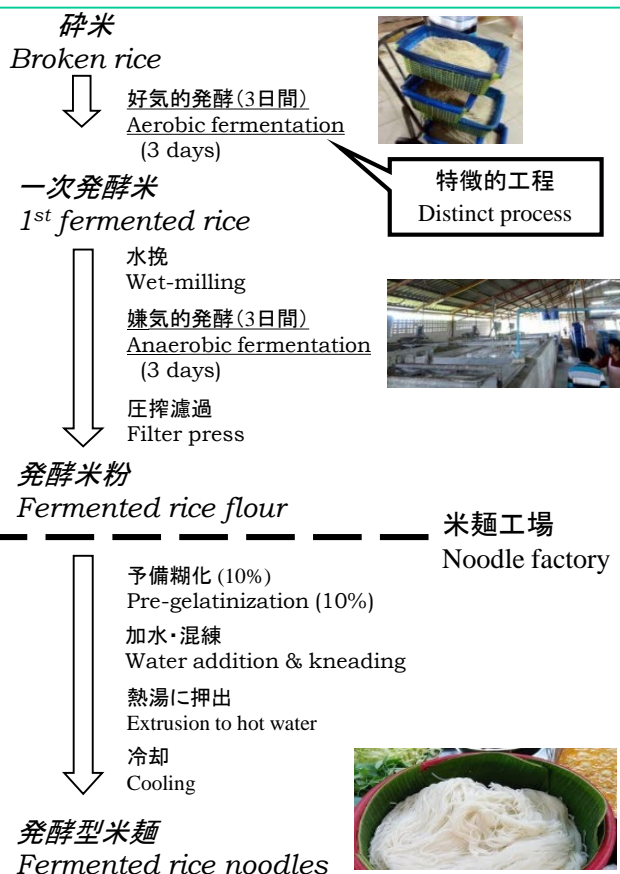 砕米
Broken rice
好気的発酵(3日間)
Aerobic fermentation
(3 days)
特徴的工程
Distinct process
一次発酵米
1st fermented rice
水挽
Wet-milling
嫌気的発酵(3日間)
Anaerobic fermentation
(3 days)
圧搾濾過
Filter press
発酵米粉
Fermented rice flour
米麺工場
Noodle factory
予備糊化 (10%)
Pre-gelatinization (10%)
加水・混練
Water addition & kneading
熱湯に押出
Extrusion to hot water
冷却
Cooling
発酵型米麺
Fermented rice noodles